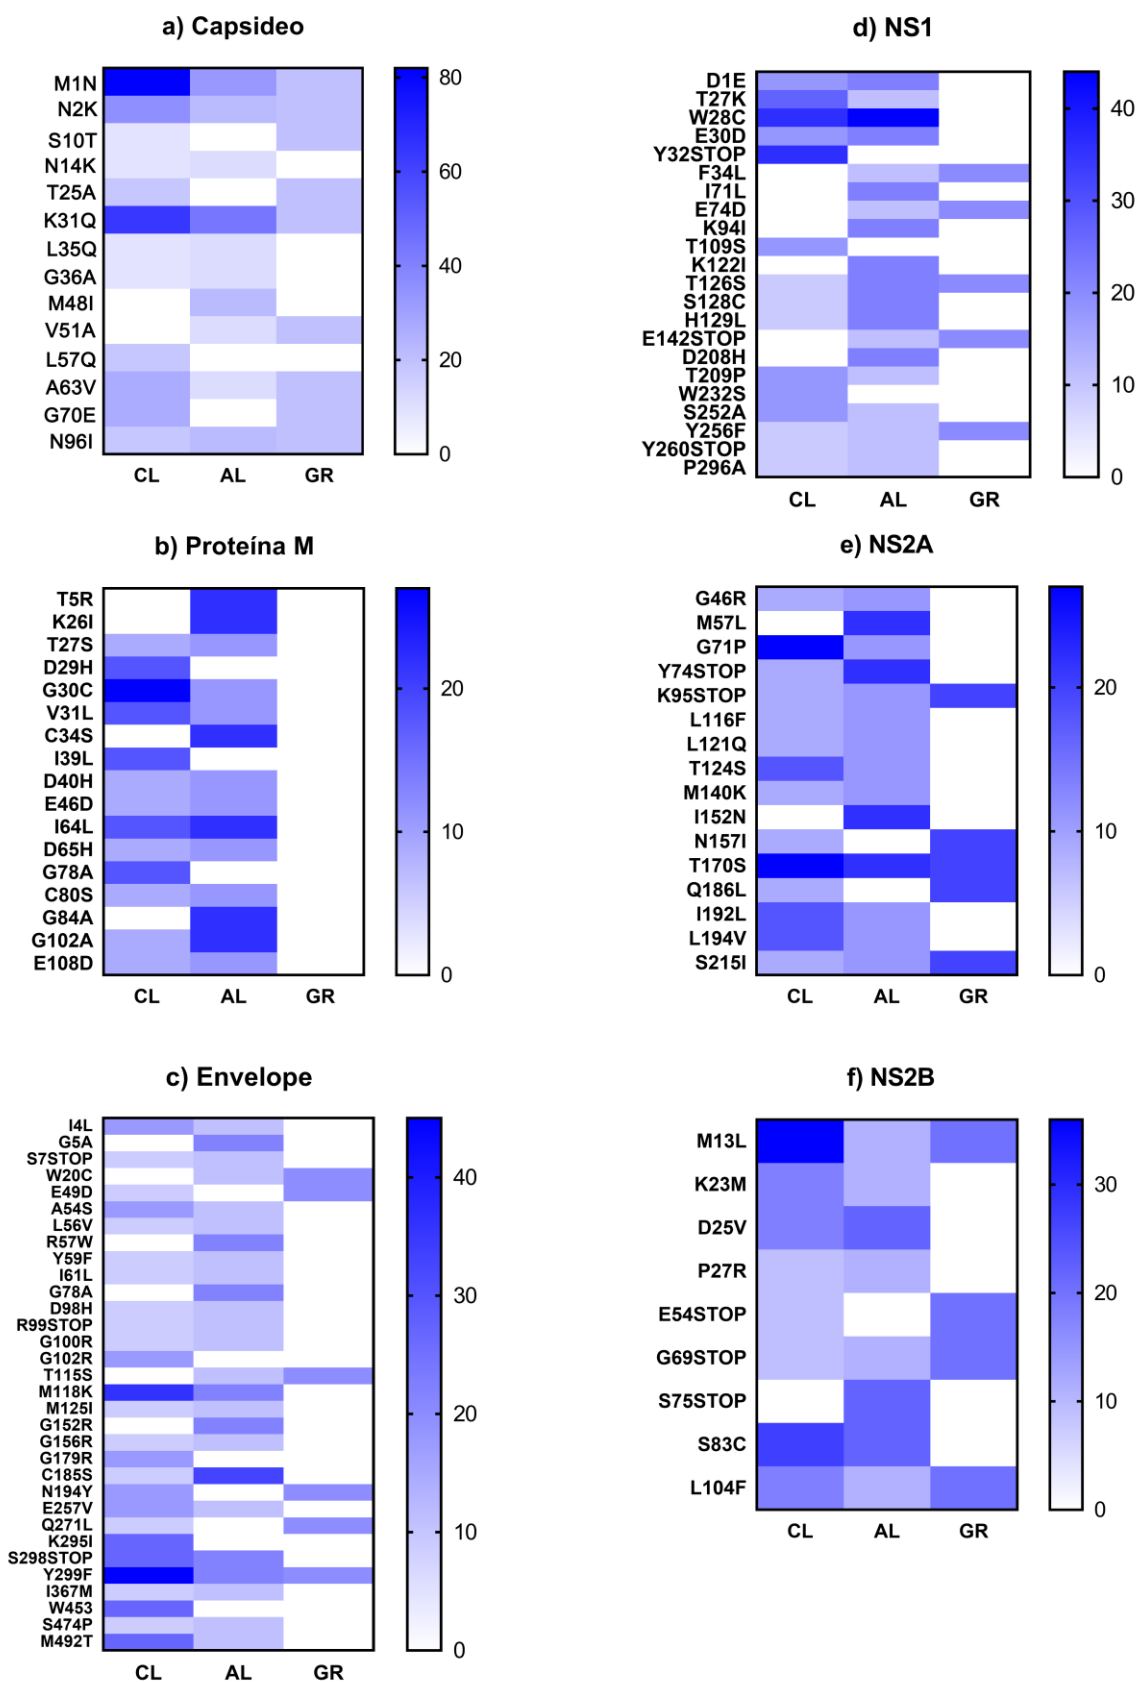 a) Capsideo
M1N
N2K
S10T
N14K
T25A
K31Q
L35Q
G36A
M48I
V51A
L57Q
A63V
G70E
N96I
CL AL GR
80
60
40
20
0
b) Proteína M
T5R
K26I
T27S
D29H
G30C
V31L
C34S
I39L
D40H
E46D
I64L
D65H
G78A
C80S
G84A
G102A
E108D
CL AL GR
20
10
0
c) Envelope
I4L
G5A
S7STOP
W20C
E49D
A54S
L56V
R57W
Y59F
I61L
G78A
D98H
R99STOP
G100R
G102R
T115S
M118K
M125I
G152R
G156R
G179R
C185S
N194Y
E257V
Q271L
K295I
S298STOP
Y299F
I367M
W453
S474P
M492T
CL AL GR
40
30
20
10
0
d) NS1
D1E
T27K
W28C
E30D
Y32STOP
F34L
I71L
E74D
K94I
T109S
K122I
T126S
S128C
H129L
E142STOP
D208H
T209P
W232S
S252A
Y256F
Y260STOP
P296A
CL AL GR
40
30
20
10
0
e) NS2A
G46R
M57L
G71P
Y74STOP
K95STOP
L116F
L121Q
T124S
M140K
I152N
N157I
T170S
Q186L
I192L
L194V
S215I
CL AL GR
20
10
0
f) NS2B
M13L
K23M
D25V
P27R
E54STOP
G69STOP
S75STOP
S83C
L104F
CL AL GR
30
20
10
0